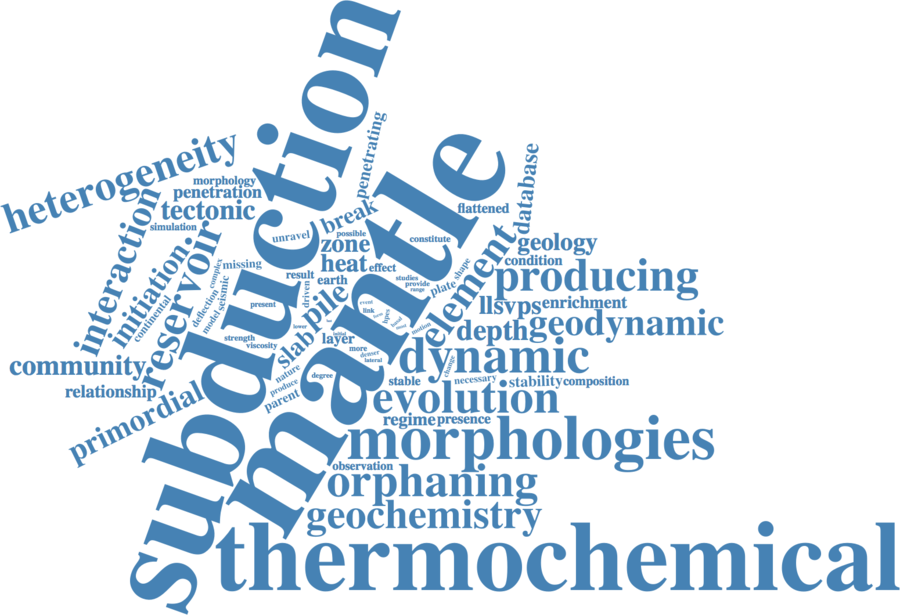 subduction
mantle
thermochemical
heterogeneity
penetrating
morphology
penetration
tectonic
simulation
interaction
initiation.
continental
reservoir
missing
complex
deflection
seismic
model
unravel
break
possible
zone
constitute
heat
effect
result
earth
driven
present
pile
slab
link
event
studies
provide
range
plate
shape
element
flattened
database
geology
condition
producing
llsvps
enrichment
depth
geodynamic
dynamic
motion
change
stable
necessary
stability
composition
evolution
regime
presence
morphologies
observation
orphaning
geochemistry
community
relationship
primordial
strength
viscosity
lower
layer
more
denser
lateral
nature
produce
parent
degree